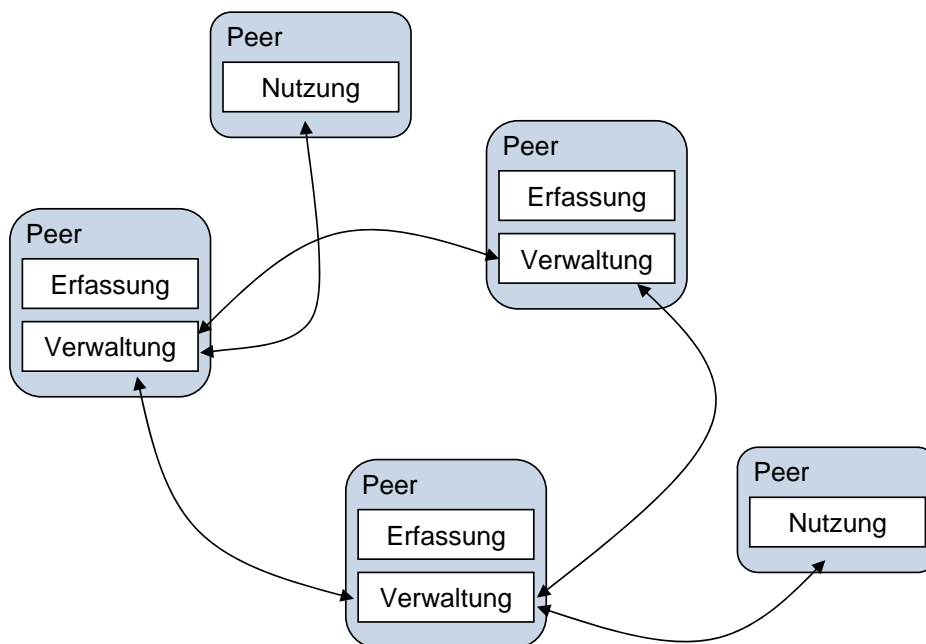 Peer
Nutzung
Peer
Erfassung
Verwaltung
Peer
Erfassung
Verwaltung
Peer
Erfassung
Verwaltung
Peer
Nutzung